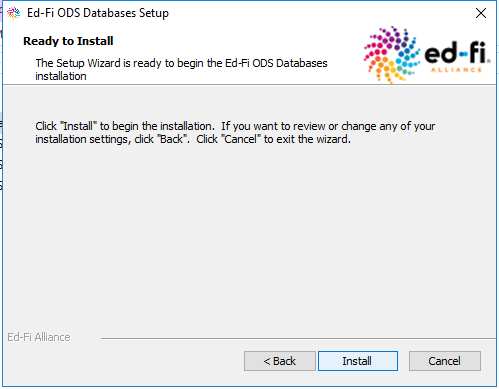 Ed-Fi ODS Databases Setup
Ready to Install
The Setup Wizard is ready to begin the Ed-Fi ODS Databases
installation
ed-fi
ALLIANCE
Click "Install" to begin the installation. If you want to review or change any of your
installation settings, click "Back". Click "Cancel" to exit the wizard.
Ed-Fi Alliance
< Back
Install
Cancel